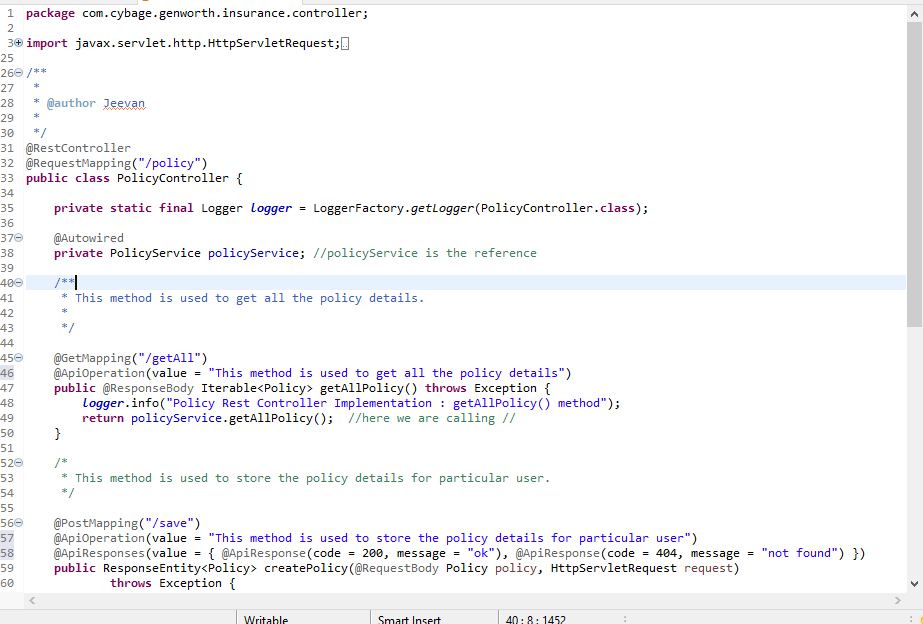 1 package com.cybage.genworth.insurance.controller;
2
3 import javax.servlet.http.HttpServletRequest;
25
26 /**
27 *
28 * @author Jeevan
29 *
30 */
31 @RestController
32 @RequestMapping("/policy")
33 public class PolicyController {
34
35 private static final Logger logger = LoggerFactory.getLogger(PolicyController.class);
36
37 @Autowired
38 private PolicyService policyService; //policyService is the reference
39
40 /**
41 * This method is used to get all the policy details.
42 *
43 */
44
45 @GetMapping("/getAll")
46 @ApiOperation(value = "This method is used to get all the policy details")
47 public @ResponseBody Iterable<Policy> getAllPolicy() throws Exception {
48 logger.info("Policy Rest Controller Implementation : getAllPolicy() method");
49 return policyService.getAllPolicy(); //here we are calling //
50 }
51
52 /*
53 * This method is used to store the policy details for particular user.
54 */
55
56 @PostMapping("/save")
57 @ApiOperation(value = "This method is used to store the policy details for particular user")
58 @ApiResponses(value = { @ApiResponse(code = 200, message = "ok"), @ApiResponse(code = 404, message = "not found") })
59 public ResponseEntity<Policy> createPolicy(@RequestBody Policy policy, HttpServletRequest request)
60 throws Exception {
Writable Smart Insert 40 : 8 : 1452